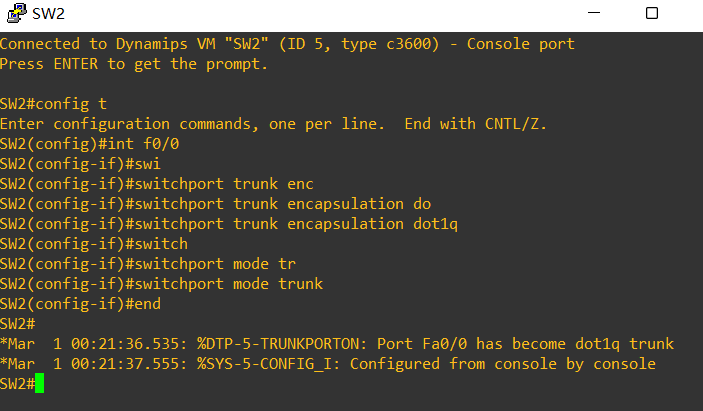 SW2
Connected to Dynamips VM "SW2" (ID 5, type c3600) - Console port
Press ENTER to get the prompt.
SW2#config t
Enter configuration commands, one per line.  End with CNTL/Z.
SW2(config)#int f0/0
SW2(config-if)#swi
SW2(config-if)#switchport trunk enc
SW2(config-if)#switchport trunk encapsulation do
SW2(config-if)#switchport trunk encapsulation dot1q
SW2(config-if)#switch
SW2(config-if)#switchport mode tr
SW2(config-if)#switchport mode trunk
SW2(config-if)#end
SW2#
*Mar  1 00:21:36.535: %DTP-5-TRUNKPORTON: Port Fa0/0 has become dot1q trunk
*Mar  1 00:21:37.555: %SYS-5-CONFIG_I: Configured from console by console
SW2#